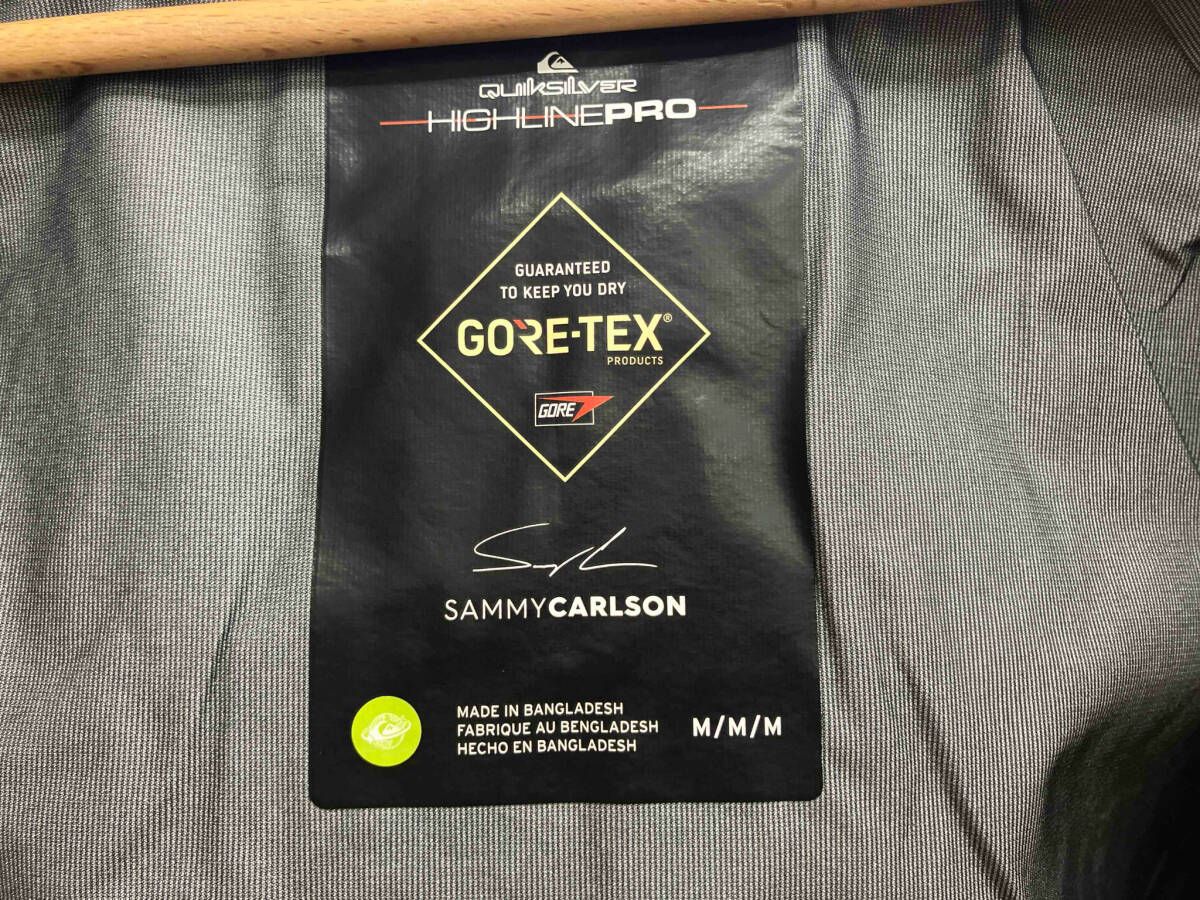 QUIKSILVER
HIGHLINEPRO
GUARANTEED
TO KEEP YOU DRY
GORE-TEX®
PRODUCTS
GORE
SAMMYCARLSON
MADE IN BANGLADESH
FABRIQUE AU BENGLADESH
HECHO EN BANGLADESH
M/M/M